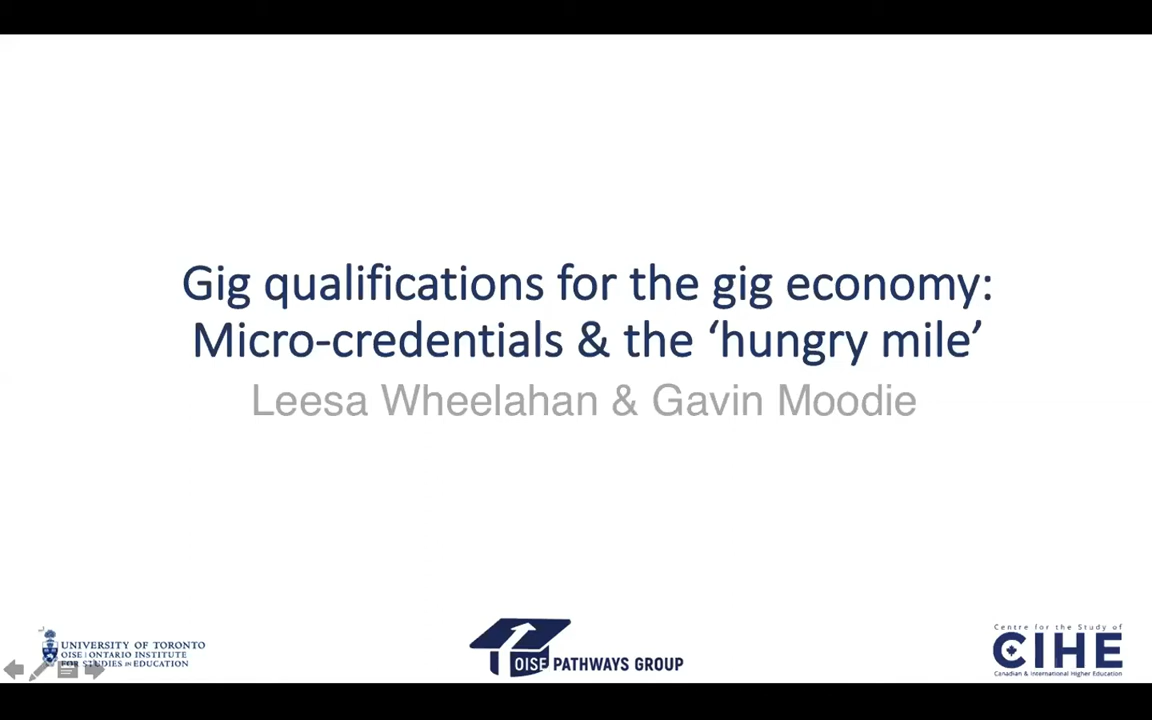 Gig qualifications for the gig economy:
Micro-credentials & the ‘hungry mile’
Leesa Wheelahan & Gavin Moodie
UNIVERSITY OF TORONTO
OISE | ONTARIO INSTITUTE
FOR STUDIES IN EDUCATION
OISE PATHWAYS GROUP
Centre for the Study of
CIHE
Canadian & International Higher Education